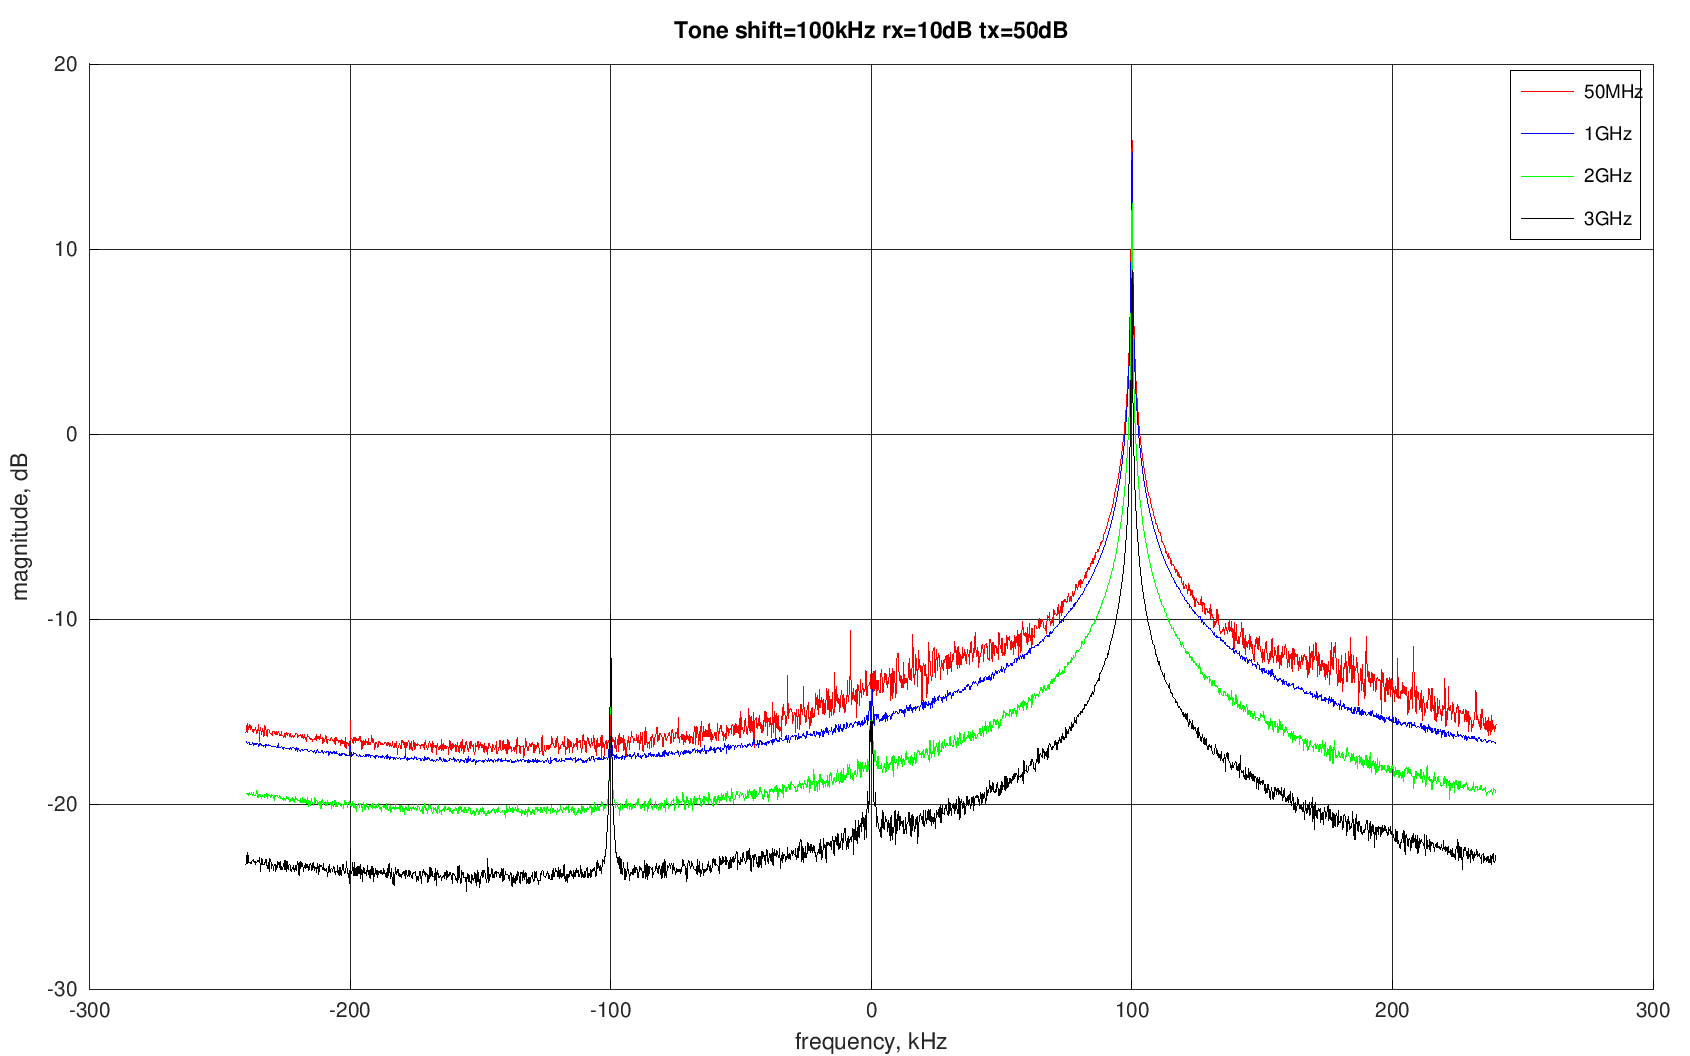 Tone shift=100kHz rx=10dB tx=50dB
20
10
0
-10
-20
-30
magnitude, dB
50MHz
1GHz
2GHz
3GHz
-300
-200
-100
0
100
200
300
frequency, kHz